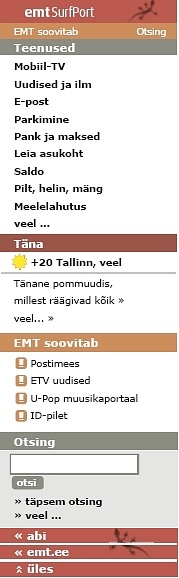 emt SurfPort
EMT soovitab Otsing
Teenused
Mobiil-TV
Uudised ja ilm
E-post
Parkimine
Pank ja maksed
Leia asukoht
Saldo
Pilt, helin, mäng
Meelelahutus
veel ...
Täna
+20 Tallinn, veel
Tänane pommuudis,
millest räägivad kõik »
veel... »
EMT soovitab
Postimees
ETV uudised
U-Pop muusikaportaal
ID-pilet
Otsing
otsi
» täpsem otsing
» veel ...
« abi
« emt.ee
üles